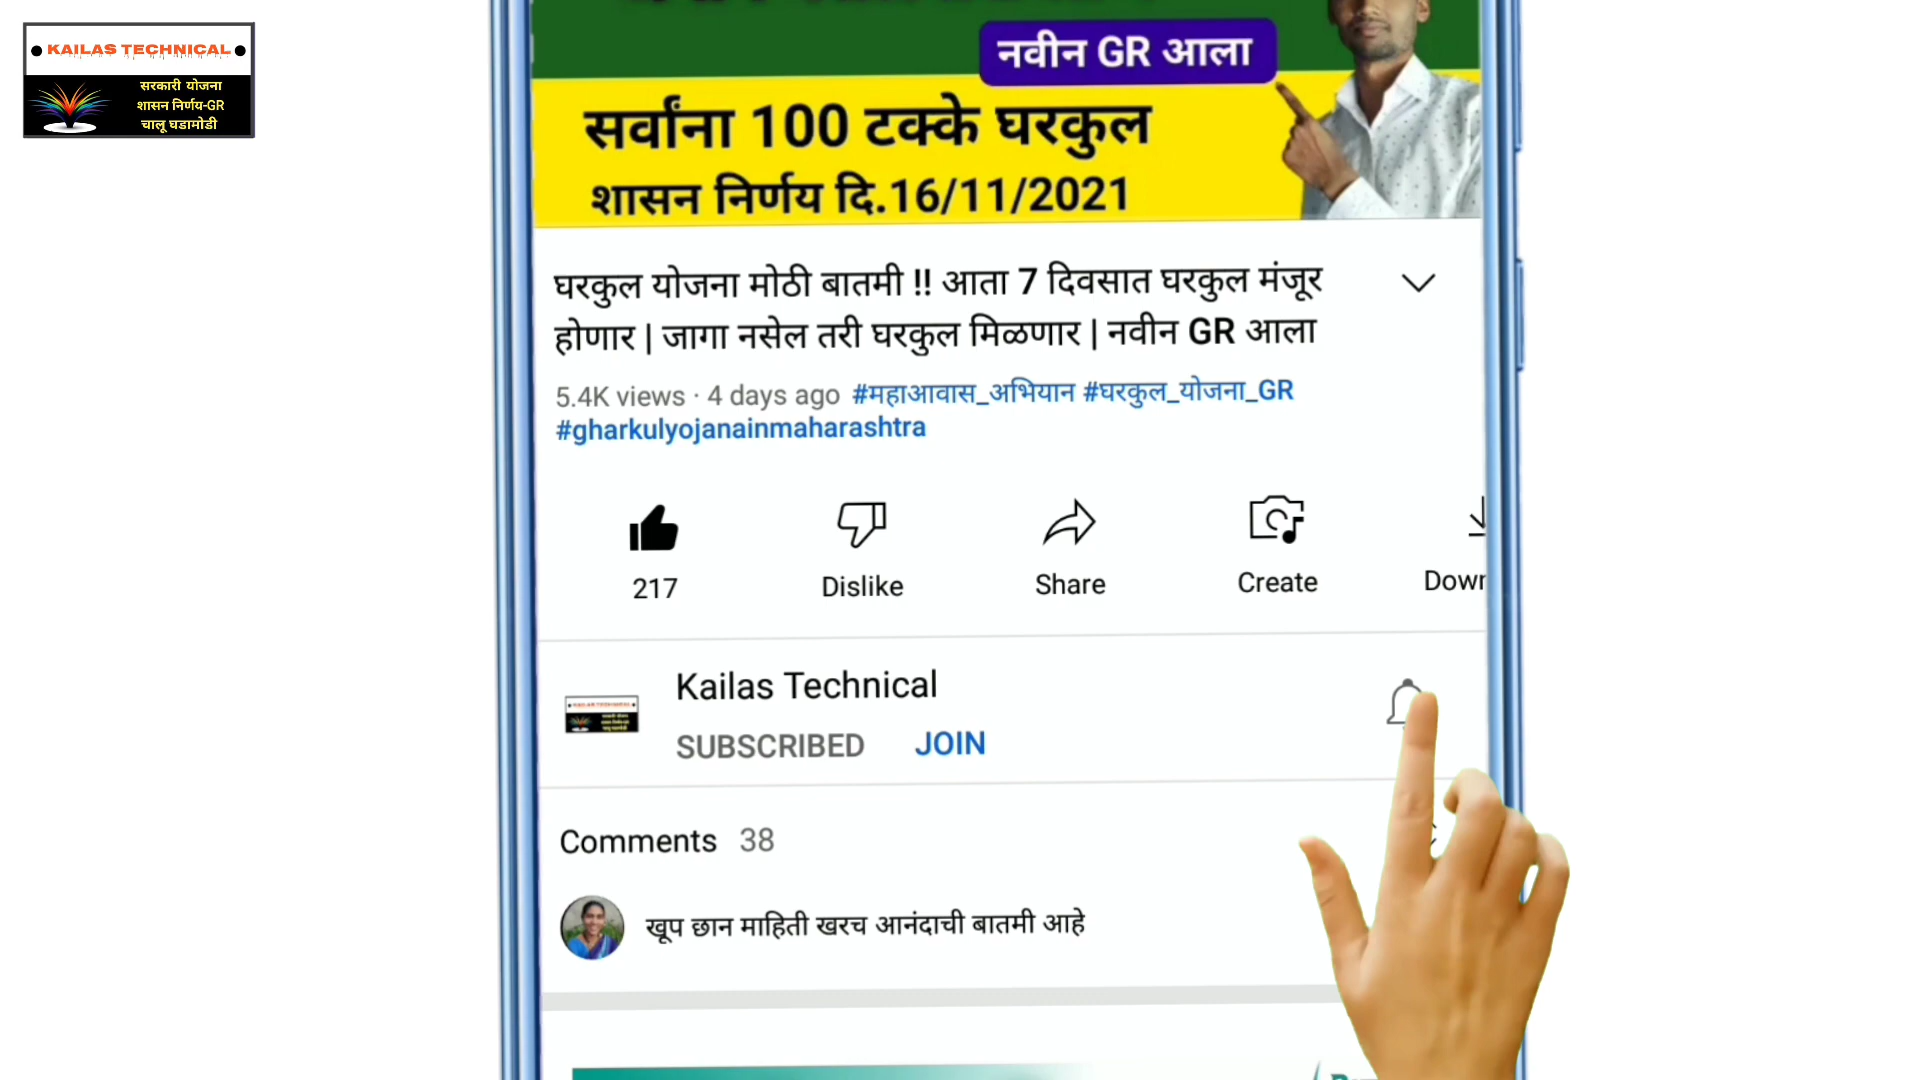 KAILAS TECHNICAL
सरकारी योजना
शासन निर्णय-GR
चालू घडामोडी
नवीन GR आला
सर्वांना 100 टक्के घरकुल
शासन निर्णय दि.16/11/2021
घरकुल योजना मोठी बातमी !! आता 7 दिवसात घरकुल मंजूर
होणार | जागा नसेल तरी घरकुल मिळणार | नवीन GR आला
5.4K views · 4 days ago #महाआवास_अभियान #घरकुल_योजना_GR
#gharkulyojanainmaharashtra
217
Dislike
Share
Create
Kailas Technical
SUBSCRIBED
JOIN
Comments 38
खूप छान माहिती खरच आनंदाची बातमी आहे